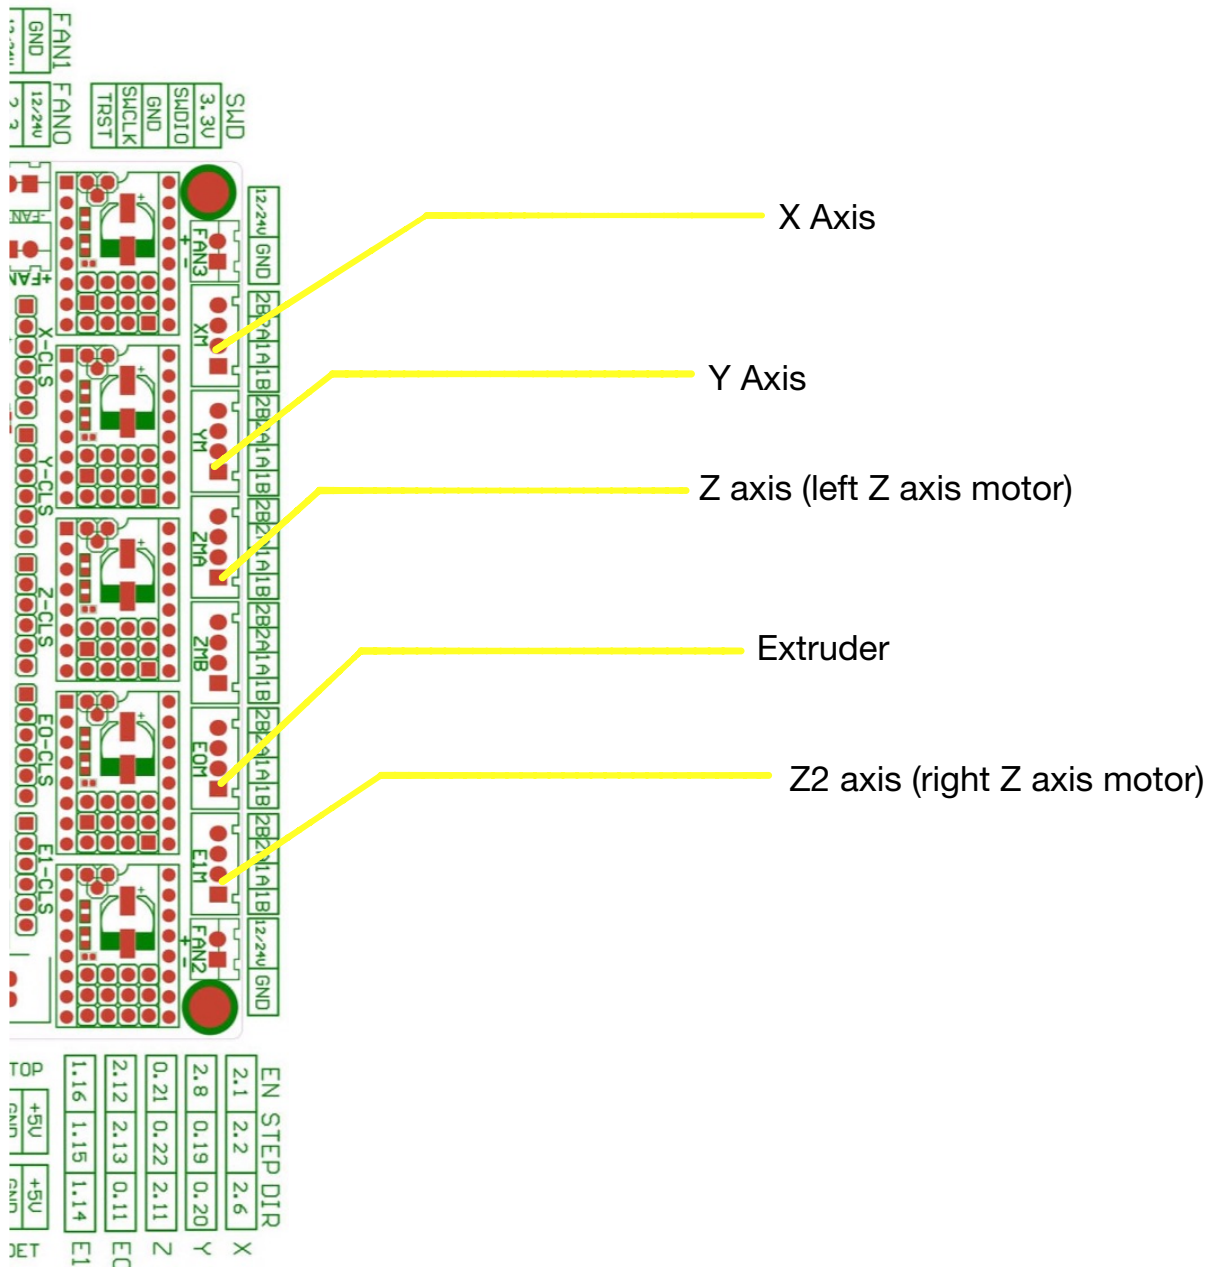 FAN1
GND
FAN0
12/24V
SWD
3.3V
SWDIO
GND
SWCLK
TRST
12/24V
GND
+
-
FAN3
X Axis
2B
2A
1A
1B
XM
X-CLS
Y Axis
2B
2A
1A
1B
YM
Y-CLS
Z axis (left Z axis motor)
2B
2A
1A
1B
ZMA
Z-CLS
2B
2A
1A
1B
ZMB
Extruder
2B
2A
1A
1B
E0M
E0-CLS
Z2 axis (right Z axis motor)
2B
2A
1A
1B
E1M
E1-CLS
12/24V
GND
+
-
FAN2
+FAN
-FAN
EN STEP DIR
2.1 2.2 2.6 X
2.8 0.19 0.20 Y
0.21 0.22 2.11 Z
2.12 2.13 0.11
1.16 1.15 1.14 E1
+5V
GND
+5V
GND